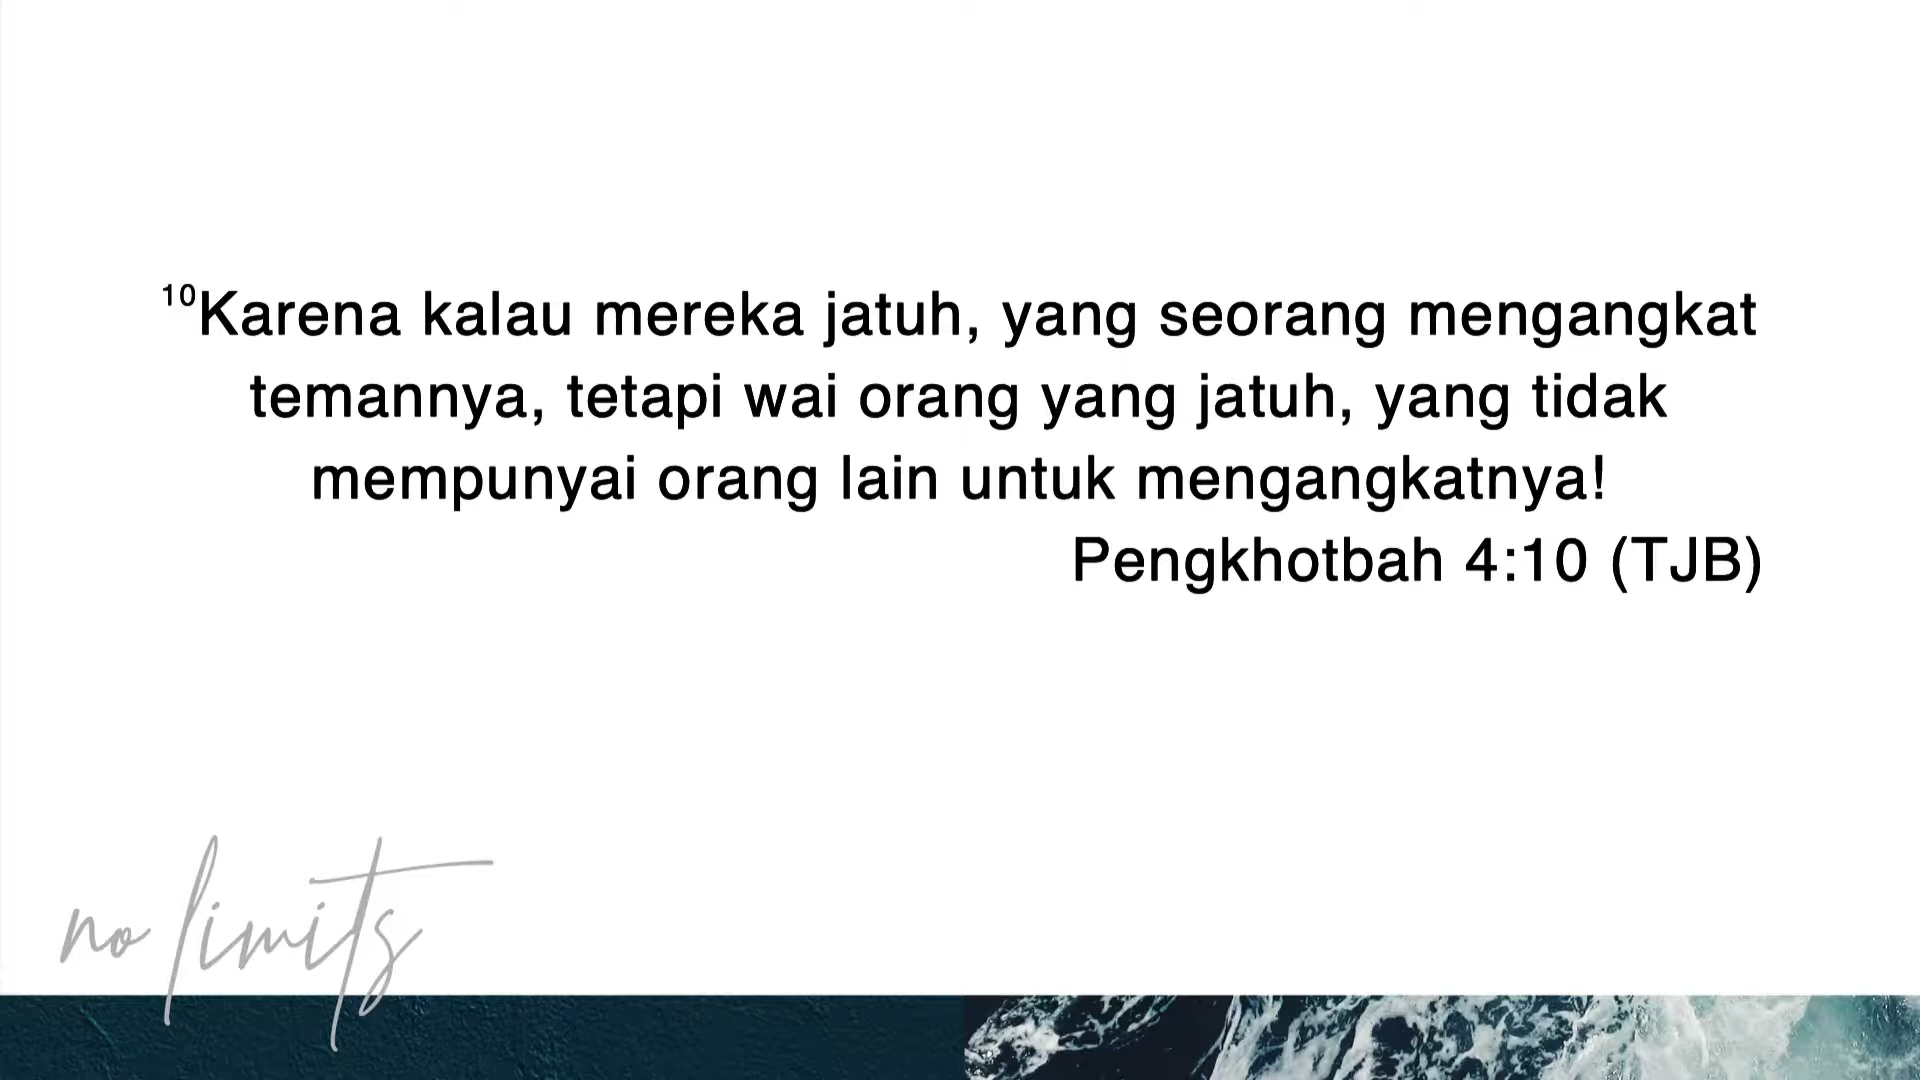 ¹⁰Karena kalau mereka jatuh, yang seorang mengangkat
temannya, tetapi wai orang yang jatuh, yang tidak
mempunyai orang lain untuk mengangkatnya!
Pengkhotbah 4:10 (TJB)
no limits